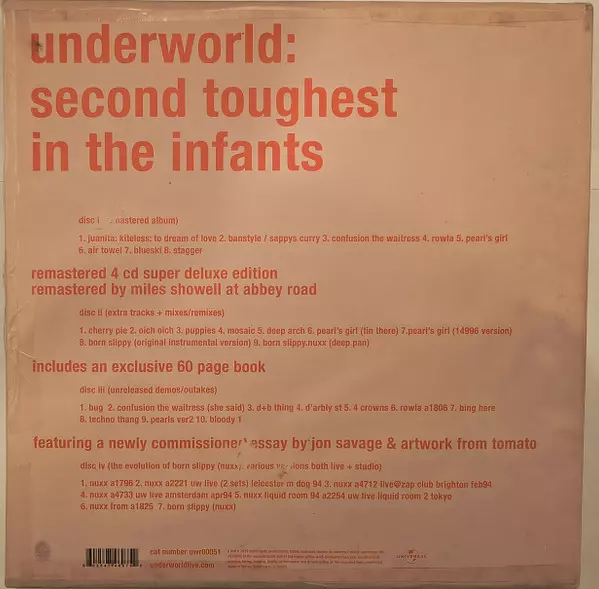 underworld:
second toughest
in the infants
disc i astered album)
1. juanita: kiteless: to dream of love 2. banstyle / sappys curry 3. confusion the waitress 4. rowla 5. pearl's girl
6. air towel 7. blueski 8. stagger
remastered 4 cd super deluxe edition
remastered by miles showell at abbey road
disc ii (extra tracks + mixes/remixes)
1. cherry pie 2. oich oich 3. puppies 4. mosaic 5. deep arch 6. pearl's girl (tin there) 7.pearl's girl (14996 version)
8. born slippy (original instrumental version) 9. born slippy.nuxx (deep pan)
includes an exclusive 60 page book
disc iii (unreleased demos/outakes)
1. bug 2. confusion the waitress (she said) 3. d+b thing 4. d'arbly st 5. 4 crowns 6. rowla a1806 7. bing here
8. techno thang 9. pearls ver2 10. bloody 1
featuring a newly commissioned essay by jon savage & artwork from tomato
disc iv (the evolution of born slippy (nuxx). various versions both live + studio)
1. nuxx a1796 2. nuxx a2221 uw live (2 sets) leicester m dog 94 3. nuxx a4712 live@zap club brighton feb94
4. nuxx a4733 uw live amsterdam apr94 5. nuxx liquid room 94 a2254 uw live liquid room 2 tokyo
6. nuxx from a1825 7. born slippy (nuxx)
cat number uwr00051
underworldlive.com
UNIVERSAL